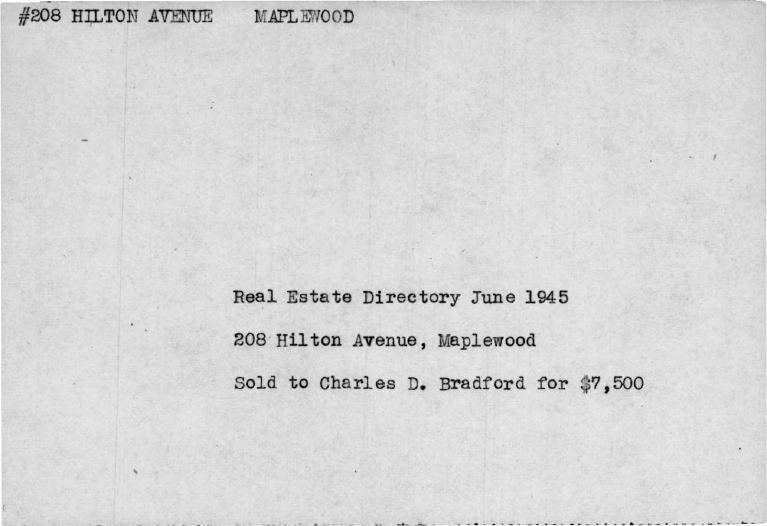 #208 HILTON AVENUE MAPLEWOOD
Real Estate Directory June 1945
208 Hilton Avenue, Maplewood
Sold to Charles D. Bradford for $7,500